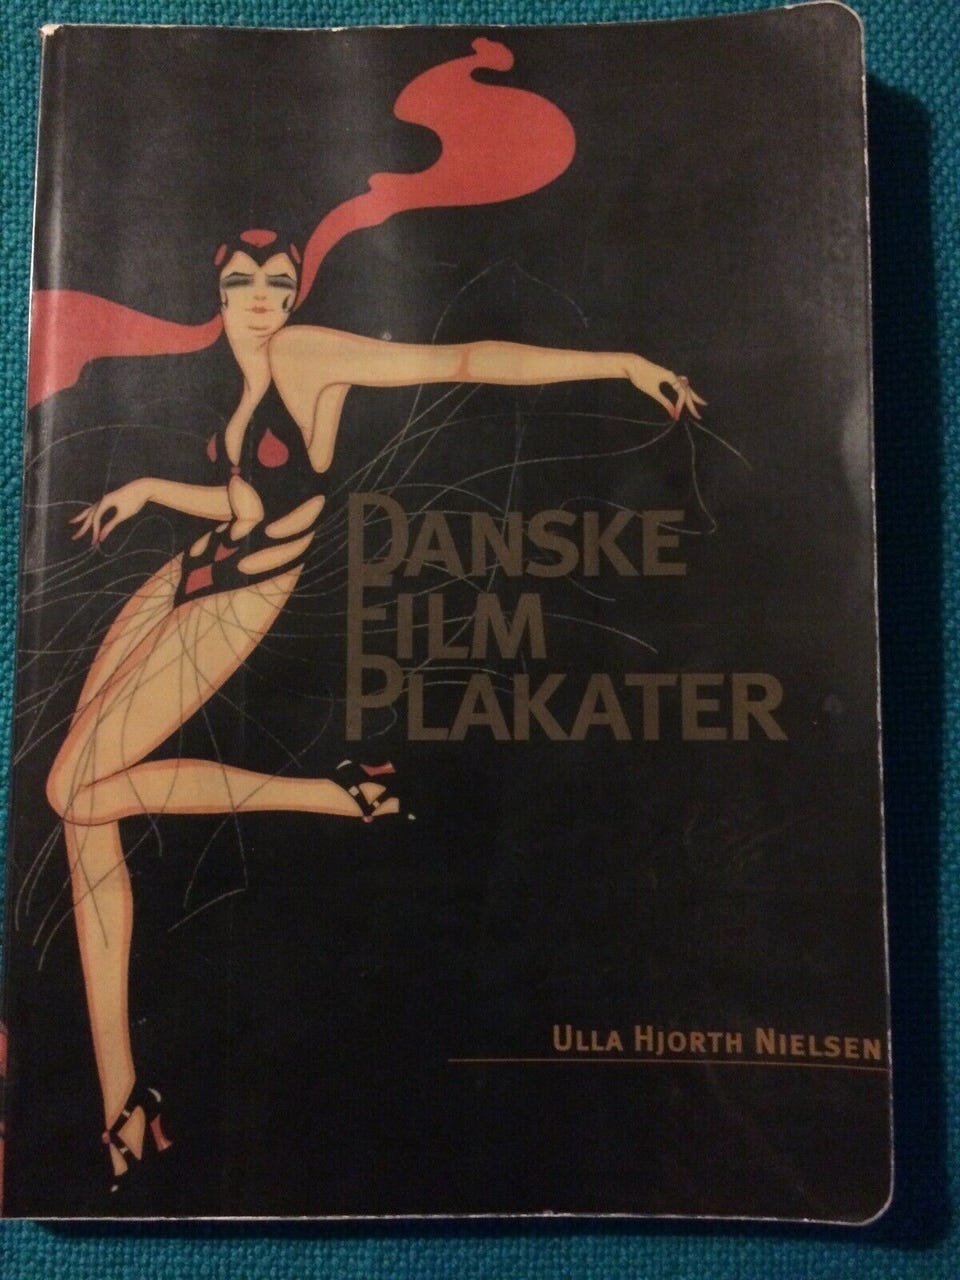 DANSKE
FILM
PLAKATER
ULLA HJORTH NIELSEN